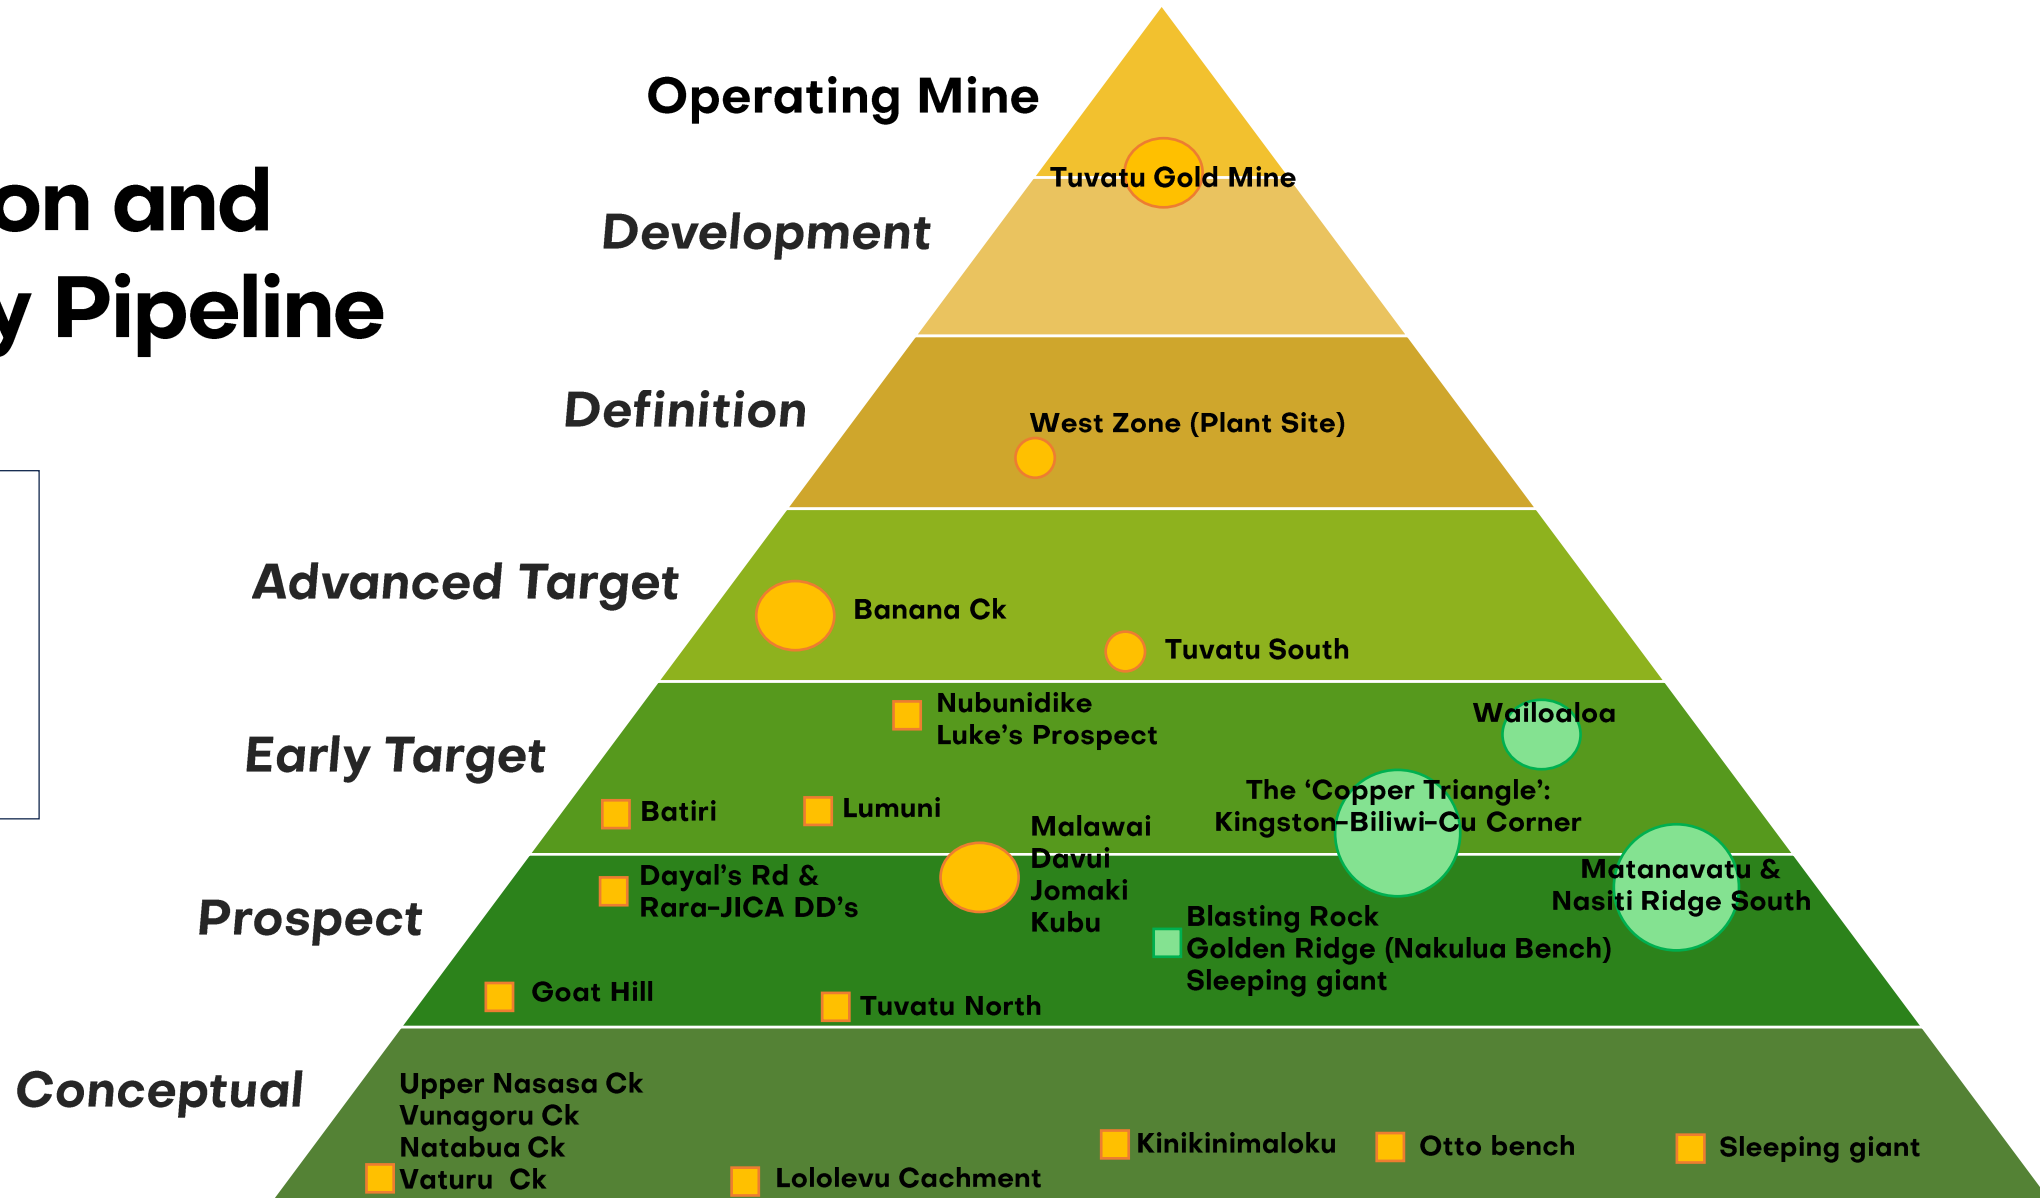 on and
y Pipeline
Operating Mine
Tuvatu Gold Mine
Development
Definition
West Zone (Plant Site)
Advanced Target
Banana Ck
Tuvatu South
Early Target
Nubunidike
Luke's Prospect
Wailoaloa
The 'Copper Triangle':
Kingston-Biliwi-Cu Corner
Batiri
Lumuni
Malawai
Davui
Jomaki
Kubu
Matanavatu &
Nasiti Ridge South
Prospect
Dayal's Rd &
Rara-JICA DD's
Blasting Rock
Golden Ridge (Nakulua Bench)
Sleeping giant
Goat Hill
Tuvatu North
Conceptual
Upper Nasasa Ck
Vunagoru Ck
Natabua Ck
Vaturu  Ck
Lololevu Cachment
Kinikinimaloku
Otto bench
Sleeping giant